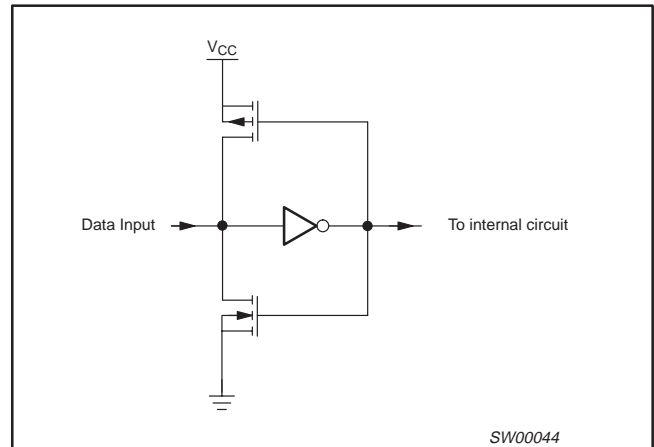 VCC
Data Input
To internal circuit
SW00044